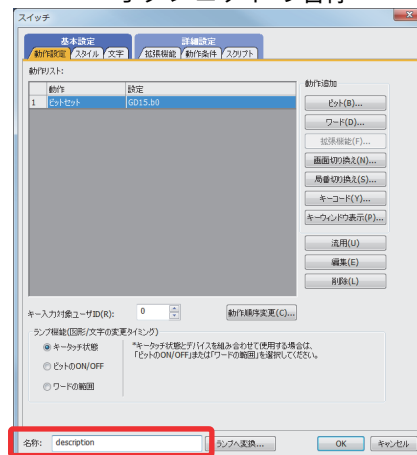 スイッチ
基本設定
詳細設定
動作設定 スタイル 文字
拡張機能 動作条件 スクリプト
動作リスト:
動作 設定
1 ビットセット GD15.b0
動作追加
ビット(B)...
ワード(D)...
拡張機能(F)...
画面切り換え(N)...
局番切り換え(S)...
キーコード(Y)...
キーウィンドウ表示(P)...
流用(U)
編集(E)
削除(L)
キー入力対象ユーザID(R): 0
動作順序変更(C)...
ランプ機能(図形/文字の変更タイミング)
キータッチ状態
ビットのON/OFF
ワードの範囲
*キータッチ状態とデバイスを組み合わせて使用する場合は、
「ビットのON/OFF」または「ワードの範囲」を選択してください。
名称: description
ランプへ変換...
OK
キャンセル